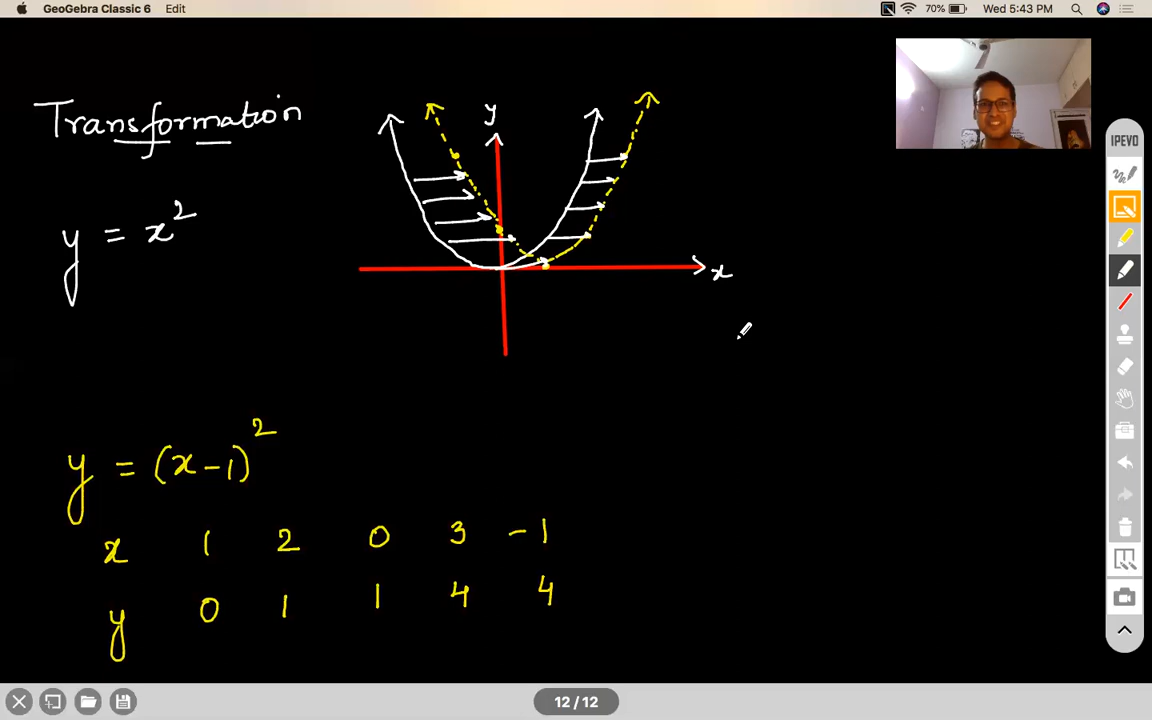 GeoGebra Classic 6 Edit 70% Wed 5:43 PM
Transformation
y
IPEVO
y = x²
x
y = (x-1)²
x 1 2 0 3 -1
y 0 1 1 4 4
12 / 12